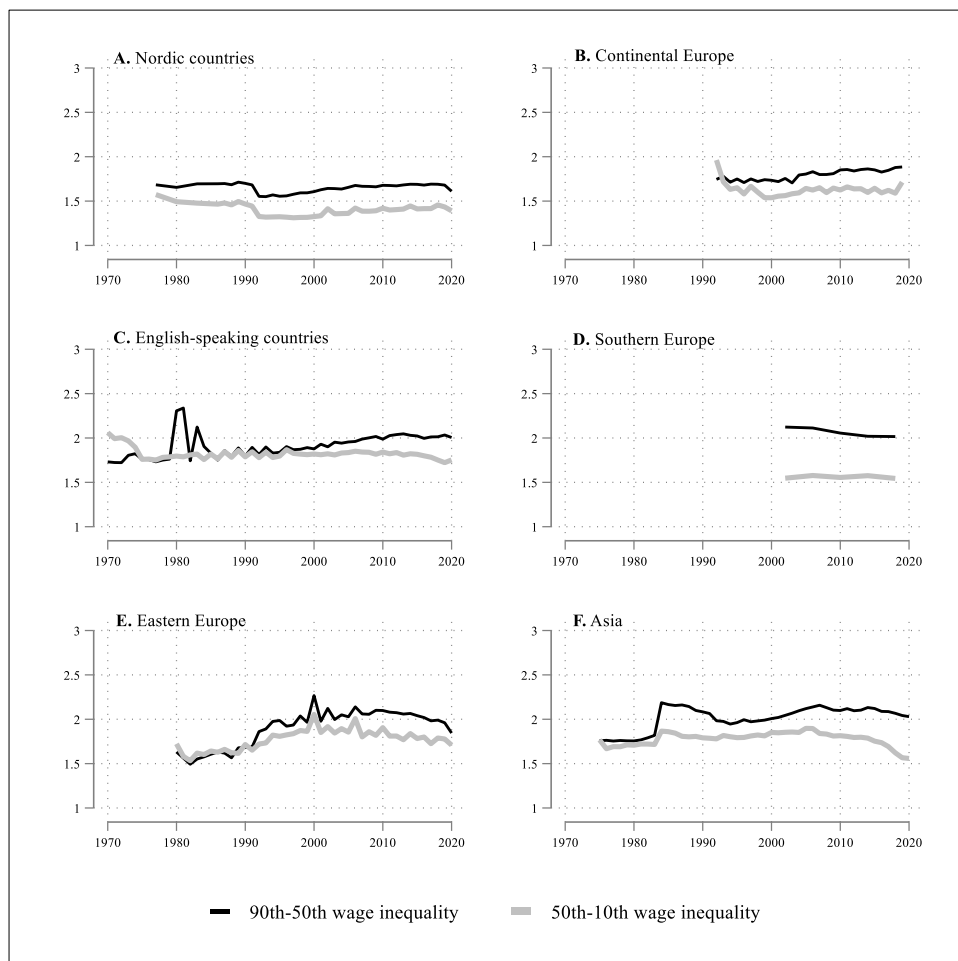 A. Nordic countries
3
2.5
2
1.5
1
1970 1980 1990 2000 2010 2020
B. Continental Europe
3
2.5
2
1.5
1
1970 1980 1990 2000 2010 2020
C. English-speaking countries
3
2.5
2
1.5
1
1970 1980 1990 2000 2010 2020
D. Southern Europe
3
2.5
2
1.5
1
1970 1980 1990 2000 2010 2020
E. Eastern Europe
3
2.5
2
1.5
1
1970 1980 1990 2000 2010 2020
F. Asia
3
2.5
2
1.5
1
1970 1980 1990 2000 2010 2020
90th-50th wage inequality 50th-10th wage inequality